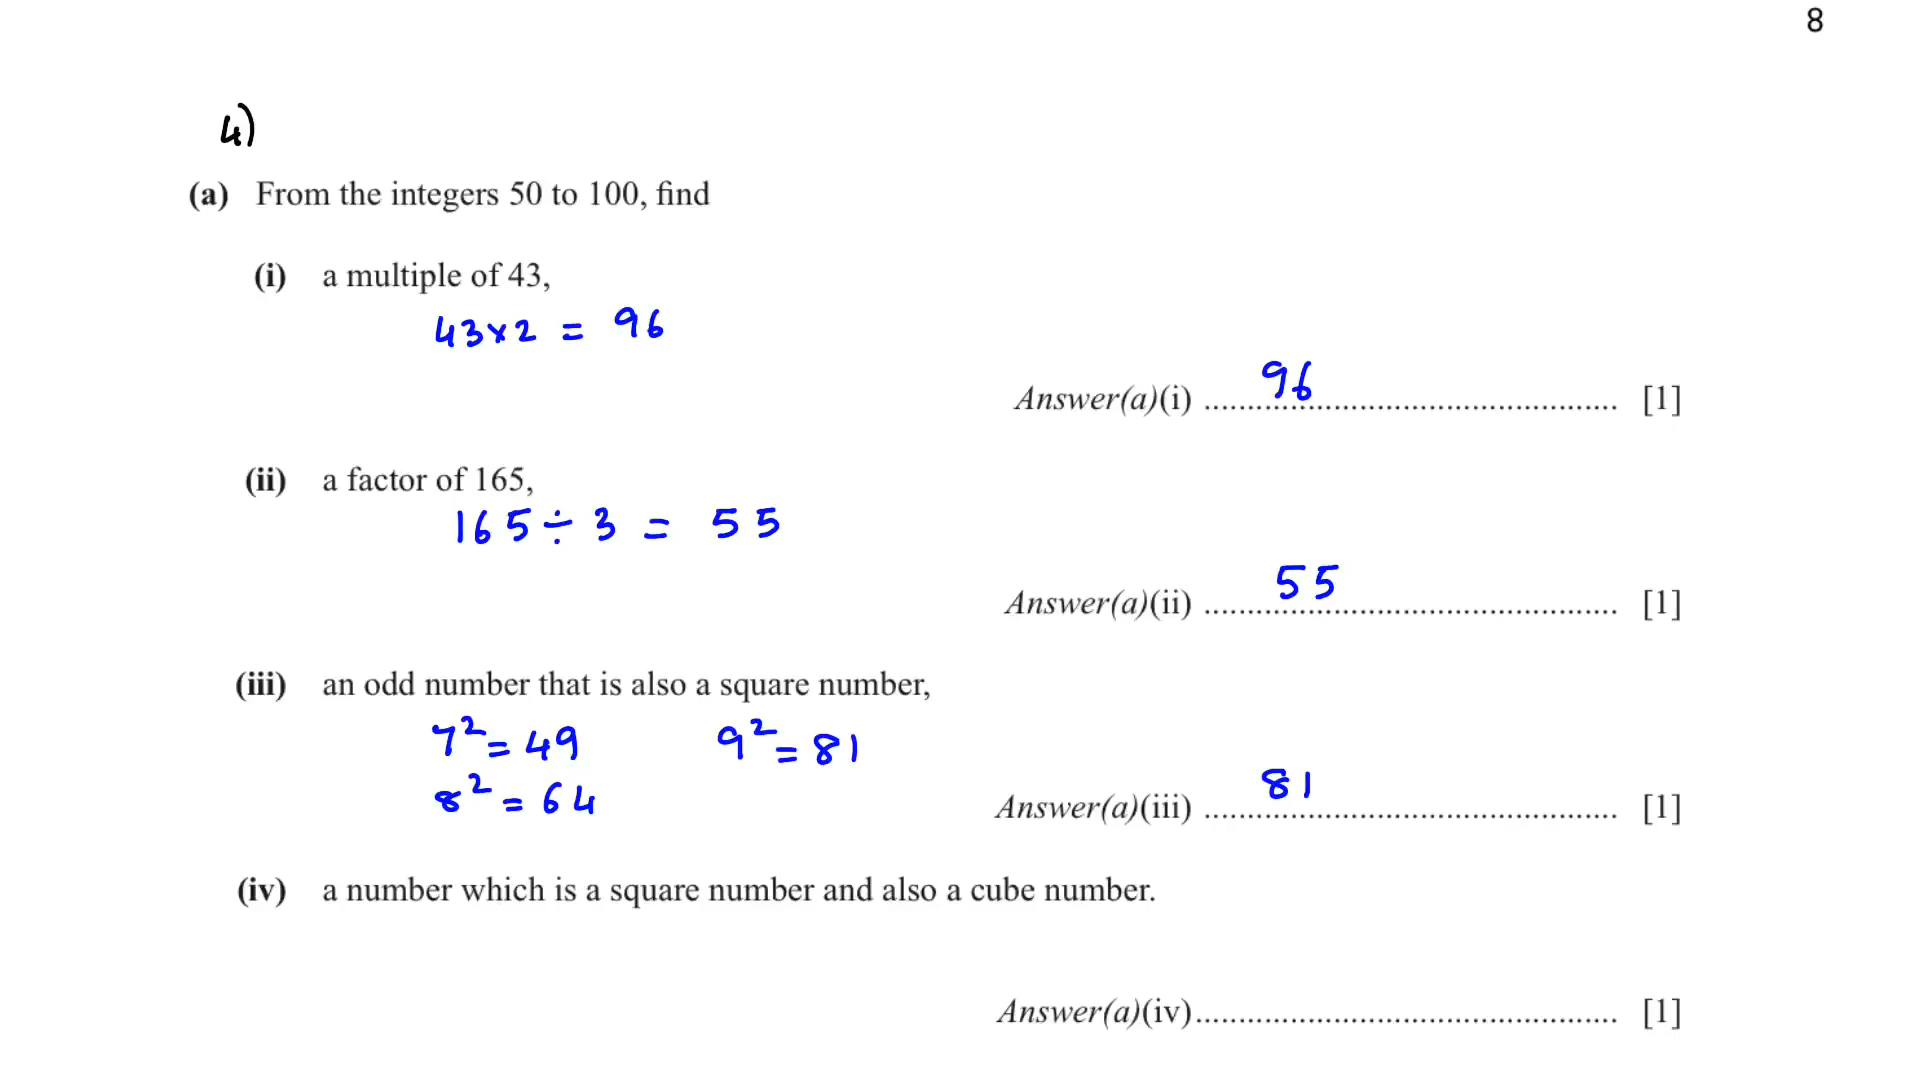 8
4)
(a) From the integers 50 to 100, find
(i) a multiple of 43,
43×2 = 96
96
Answer(a)(i) ................................................ [1]
(ii) a factor of 165,
165 ÷ 3 = 55
55
Answer(a)(ii) ................................................ [1]
(iii) an odd number that is also a square number,
7² = 49 9² = 81
8² = 64
81
Answer(a)(iii) ................................................ [1]
(iv) a number which is a square number and also a cube number.
Answer(a)(iv)................................................. [1]